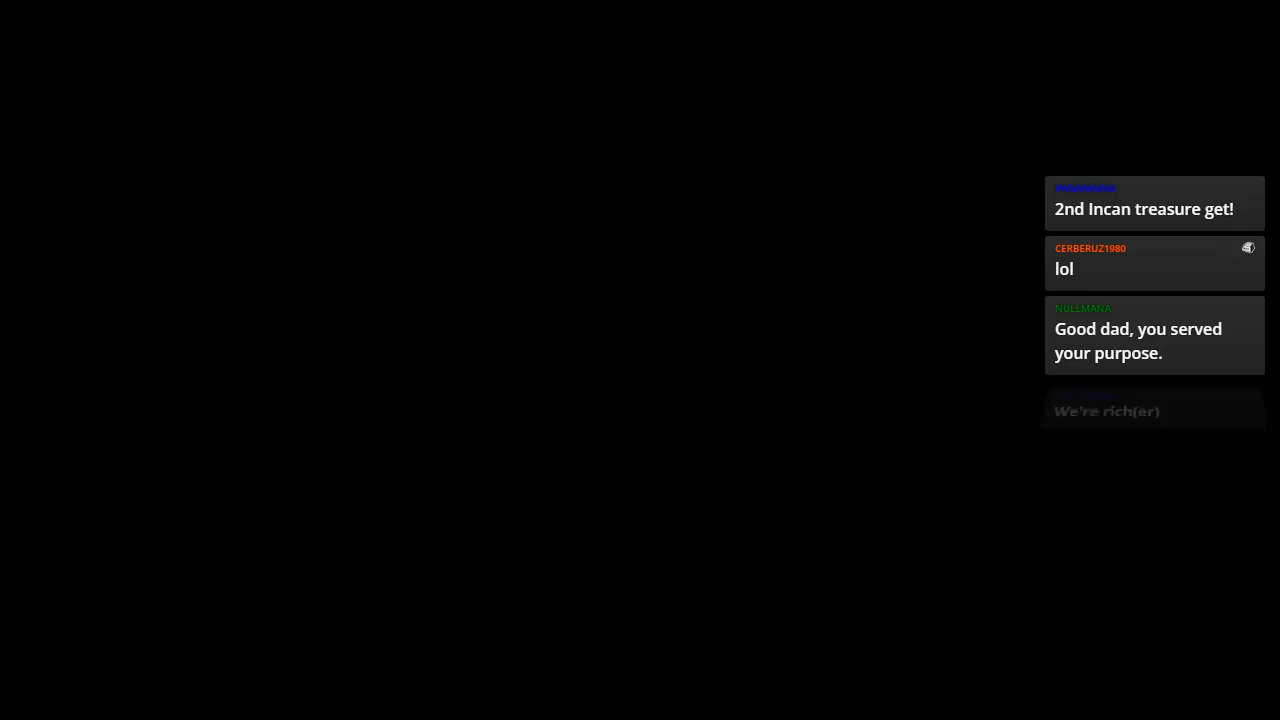 2nd Incan treasure get!
CERBERUZ1980
lol
NULLMANA
Good dad, you served
your purpose.
We're rich(er)